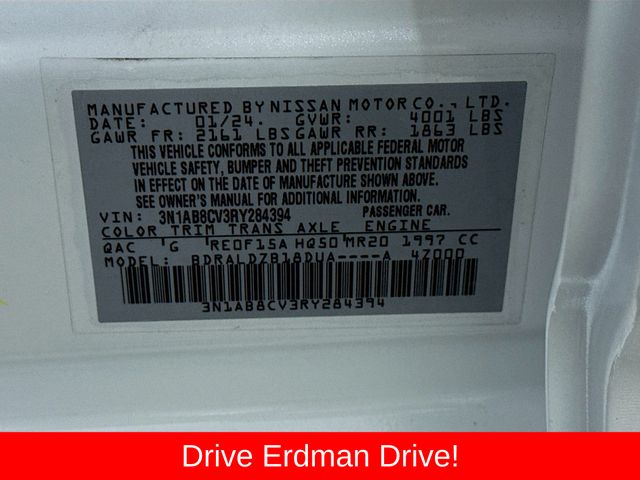 MANUFACTURED BY NISSAN MOTOR CO., LTD.
DATE: 01/24. GVWR: 4001 LBS
GAWR FR: 2161 LBS GAWR RR: 1863 LBS
THIS VEHICLE CONFORMS TO ALL APPLICABLE FEDERAL MOTOR
VEHICLE SAFETY, BUMPER AND THEFT PREVENTION STANDARDS
IN EFFECT ON THE DATE OF MANUFACTURE SHOWN ABOVE.
SEE OWNER'S MANUAL FOR ADDITIONAL INFORMATION.
VIN: 3N1AB8CV3RY284394 PASSENGER CAR.
COLOR TRIM TRANS AXLE ENGINE
QAC G RE0F15A HQ50 MR20 1997 CC
MODEL: BDRALDZB18DUA----A 4Z000
3N1AB8CV3RY284394
Drive Erdman Drive!